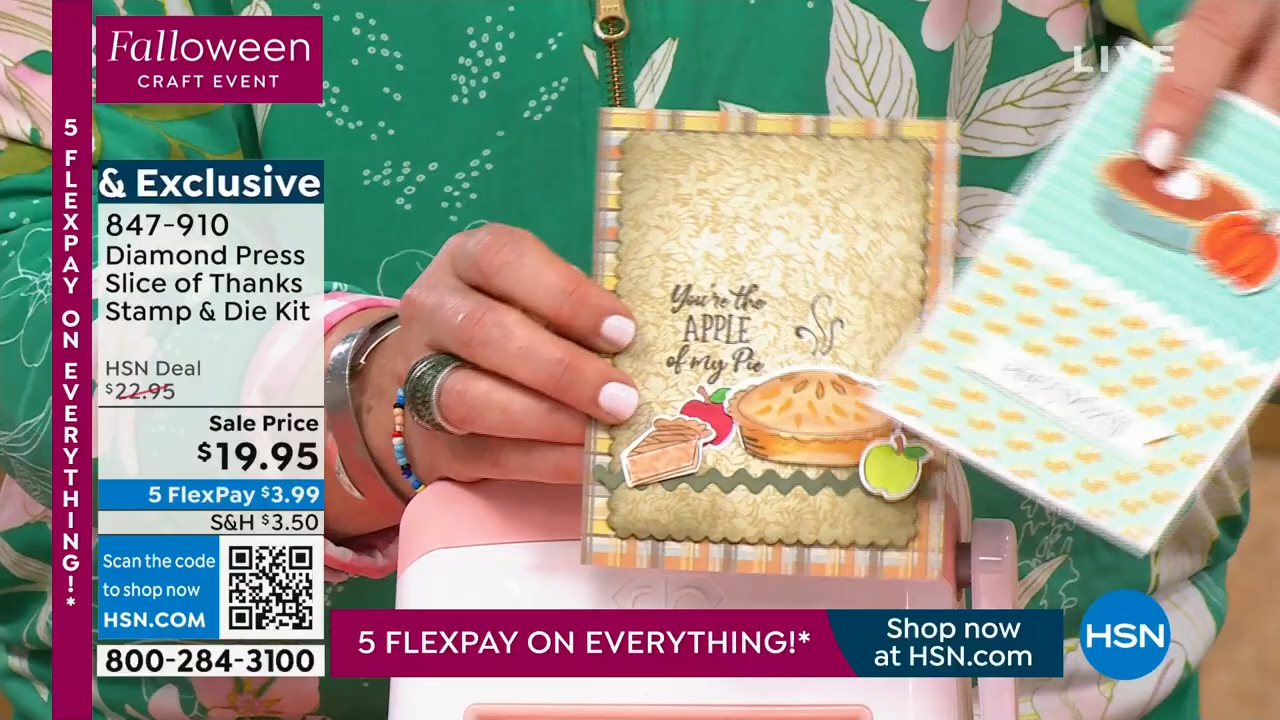 Falloween
CRAFT EVENT
LIVE
5 FLEXPAY ON EVERYTHING!*
& Exclusive
847-910
Diamond Press
Slice of Thanks
Stamp & Die Kit
HSN Deal
$22.95
Sale Price
$19.95
5 FlexPay $3.99
S&H $3.50
Scan the code
to shop now
HSN.COM
800-284-3100
You're the
APPLE
of my Pie
5 FLEXPAY ON EVERYTHING!*
Shop now
at HSN.com
HSN